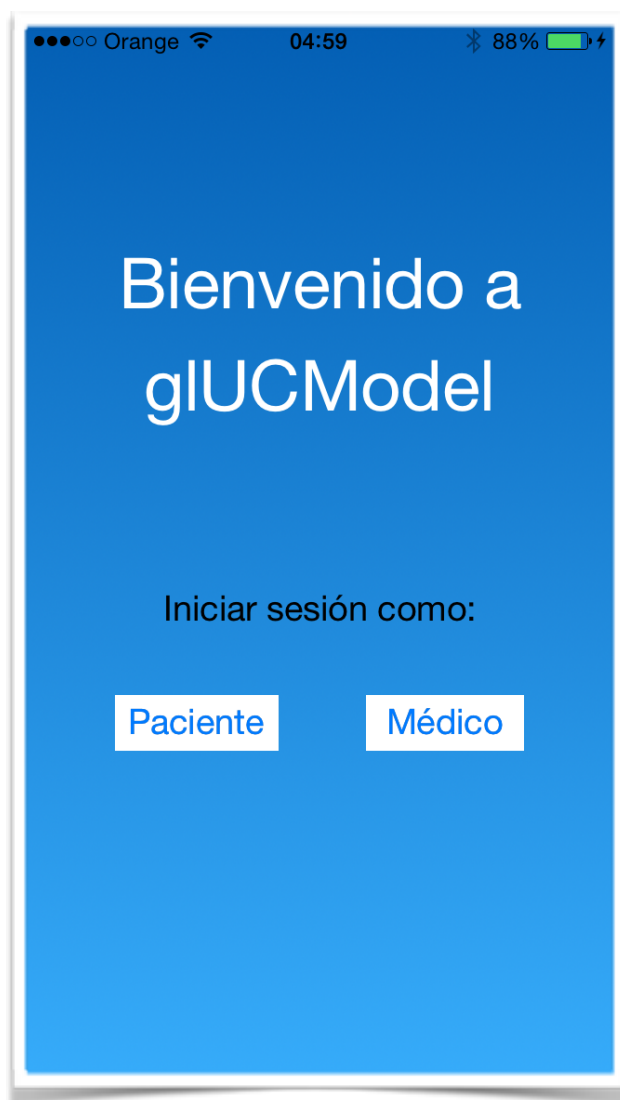 Orange 04:59 88%
Bienvenido a
glUCModel
Iniciar sesión como:
Paciente Médico